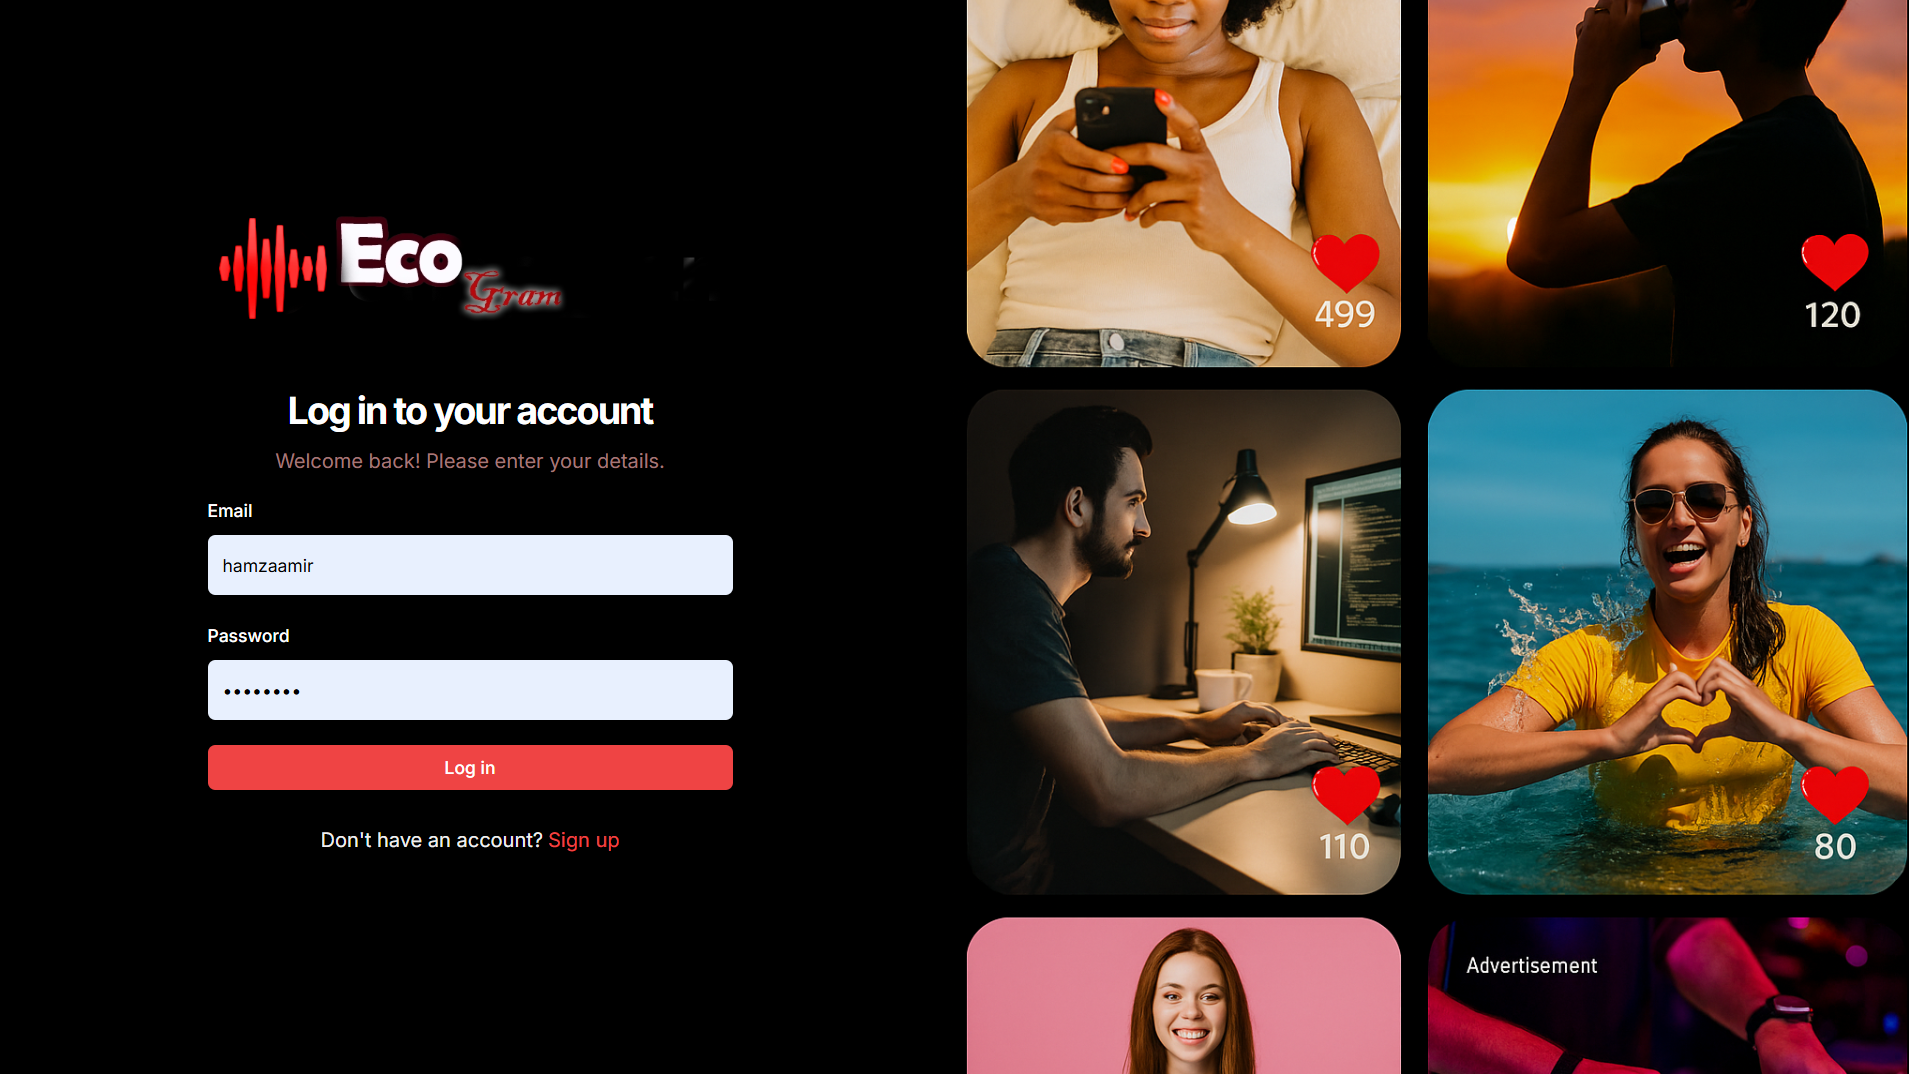 Eco
Gram
Log in to your account
Welcome back! Please enter your details.
Email
hamzaamir
Password
••••••••
Log in
Don't have an account? Sign up
499
120
110
80
Advertisement